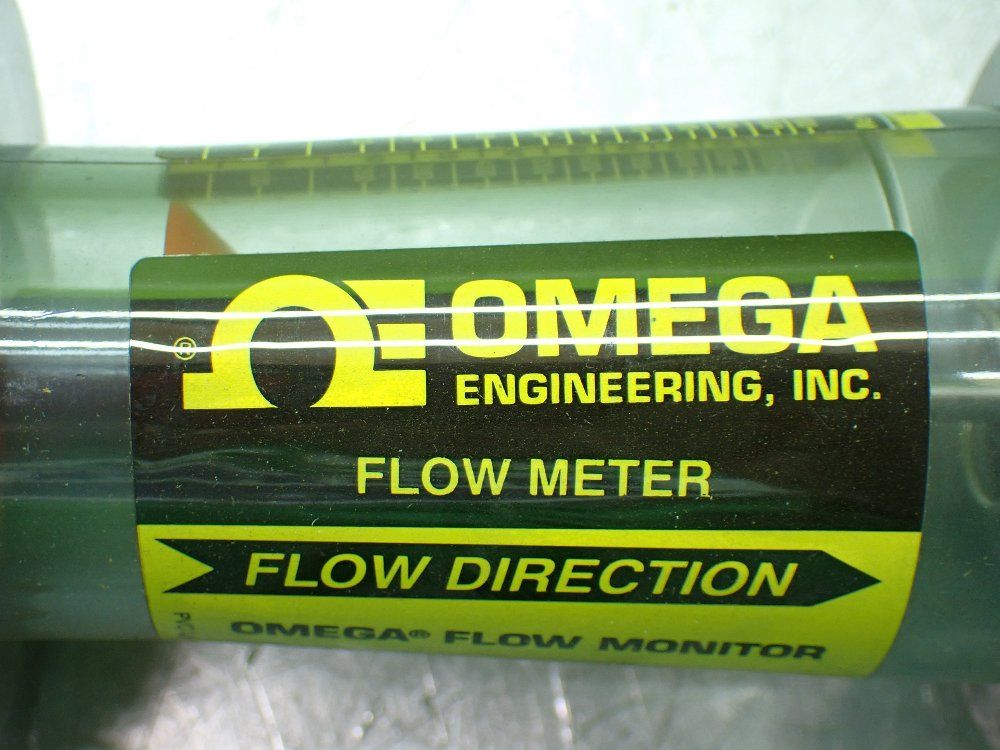 ®
OMEGA
ENGINEERING, INC.
FLOW METER
FLOW DIRECTION
OMEGA® FLOW MONITOR